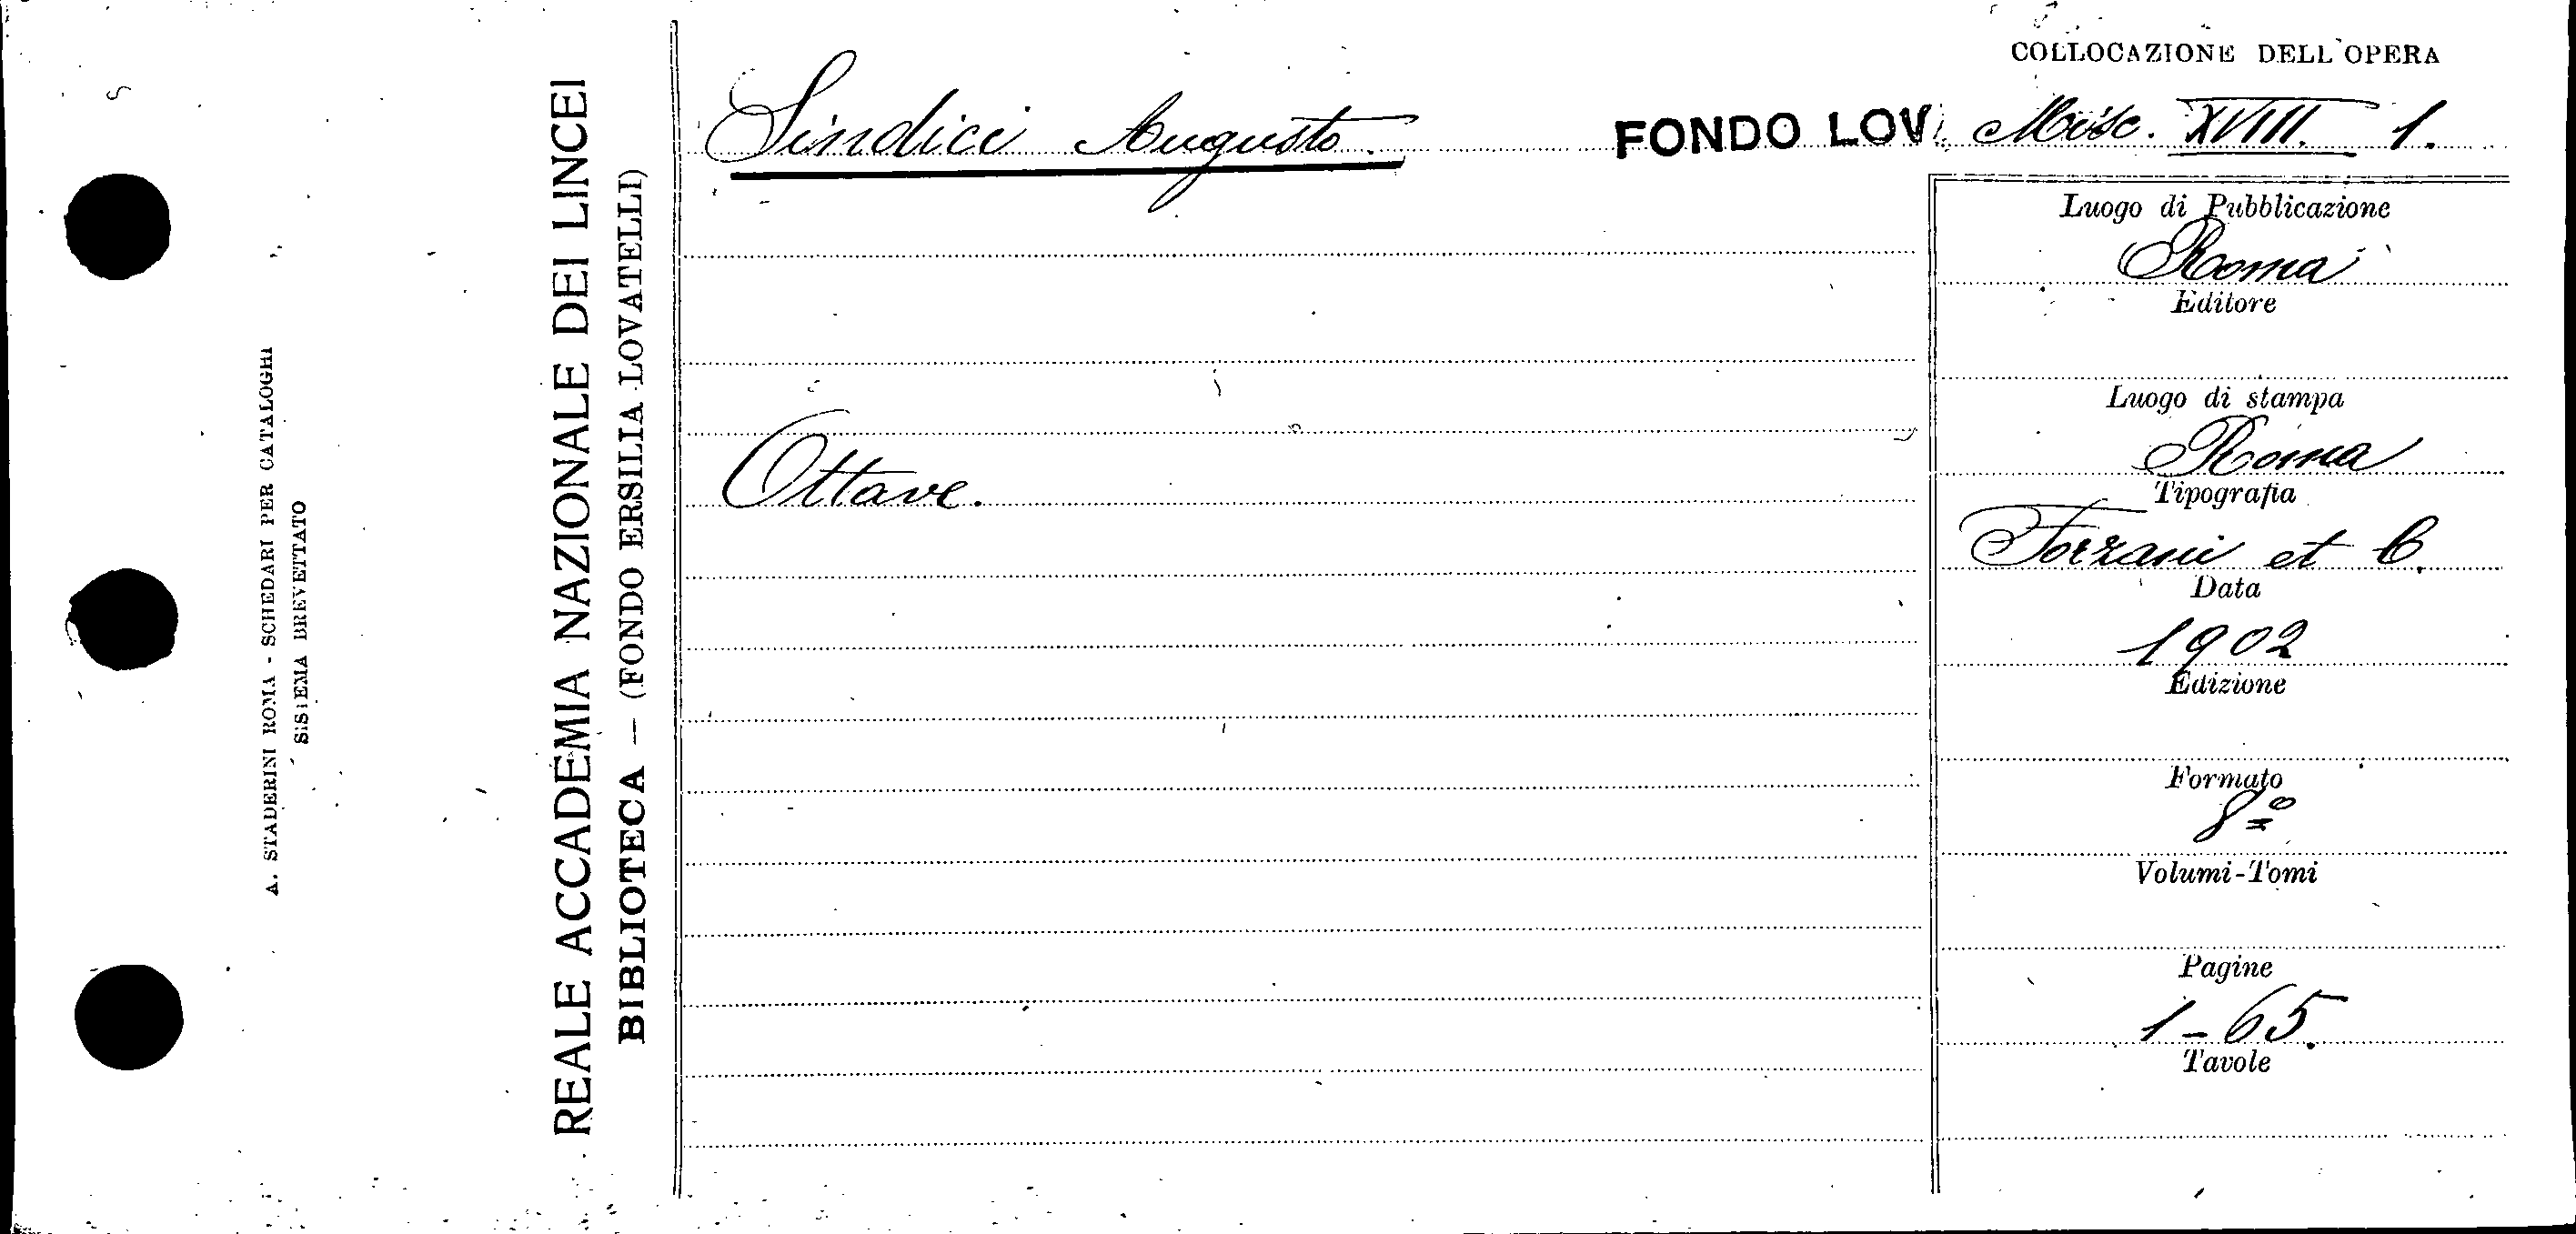 A. STADERINI ROMA - SCHEDARI PER CATALOGHI
SISTEMA BREVETTATO
REALE ACCADEMIA NAZIONALE DEI LINCEI
BIBLIOTECA — (FONDO ERSILIA LOVATELLI)
COLLOCAZIONE DELL'OPERA
Sindici Augusto.
FONDO LOV. Misc. XVIII. 1.
Ottave.
Luogo di Pubblicazione
Roma
Editore
Luogo di stampa
Roma
Tipografia
Forzani et C.
Data
1902
Edizione
Formato
8º
Volumi-Tomi
Pagine
1-65.
Tavole